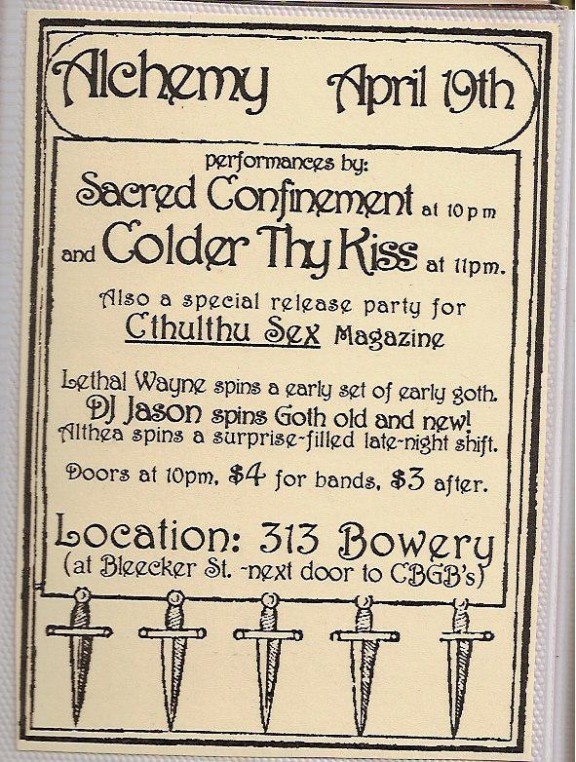 Alchemy April 19th
performances by:
Sacred Confinement at 10pm
and Colder Thy Kiss at 11pm.
Also a special release party for
Cthulhu Sex Magazine
Lethal Wayne spins a early set of early goth.
DJ Jason spins Goth old and new!
Althea spins a surprise-filled late-night shift.
Doors at 10pm, $4 for bands, $3 after.
Location: 313 Bowery
(at Bleecker St. -next door to CBGB's)